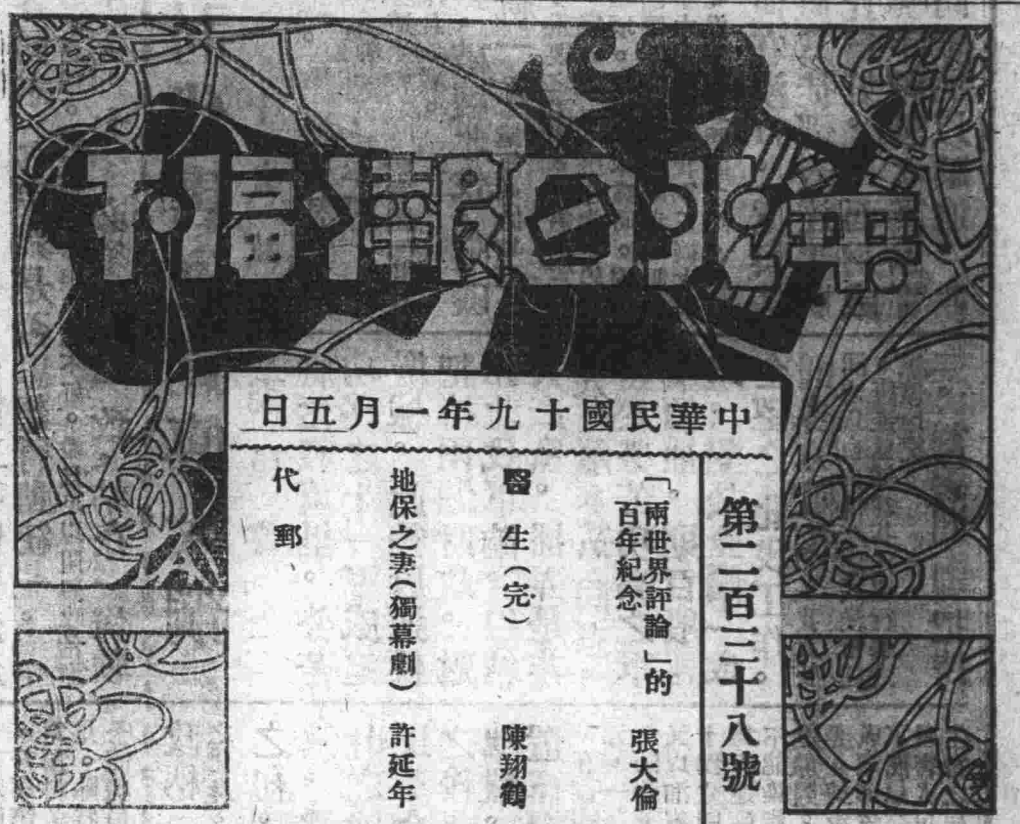 華北日報副刊
中華民國十九年一月五日
第二百三十八號
「兩世界評論」的
百年紀念
張大倫
醫生(完) 陳翔鶴
地保之妻(獨幕劇) 許延年
代郵